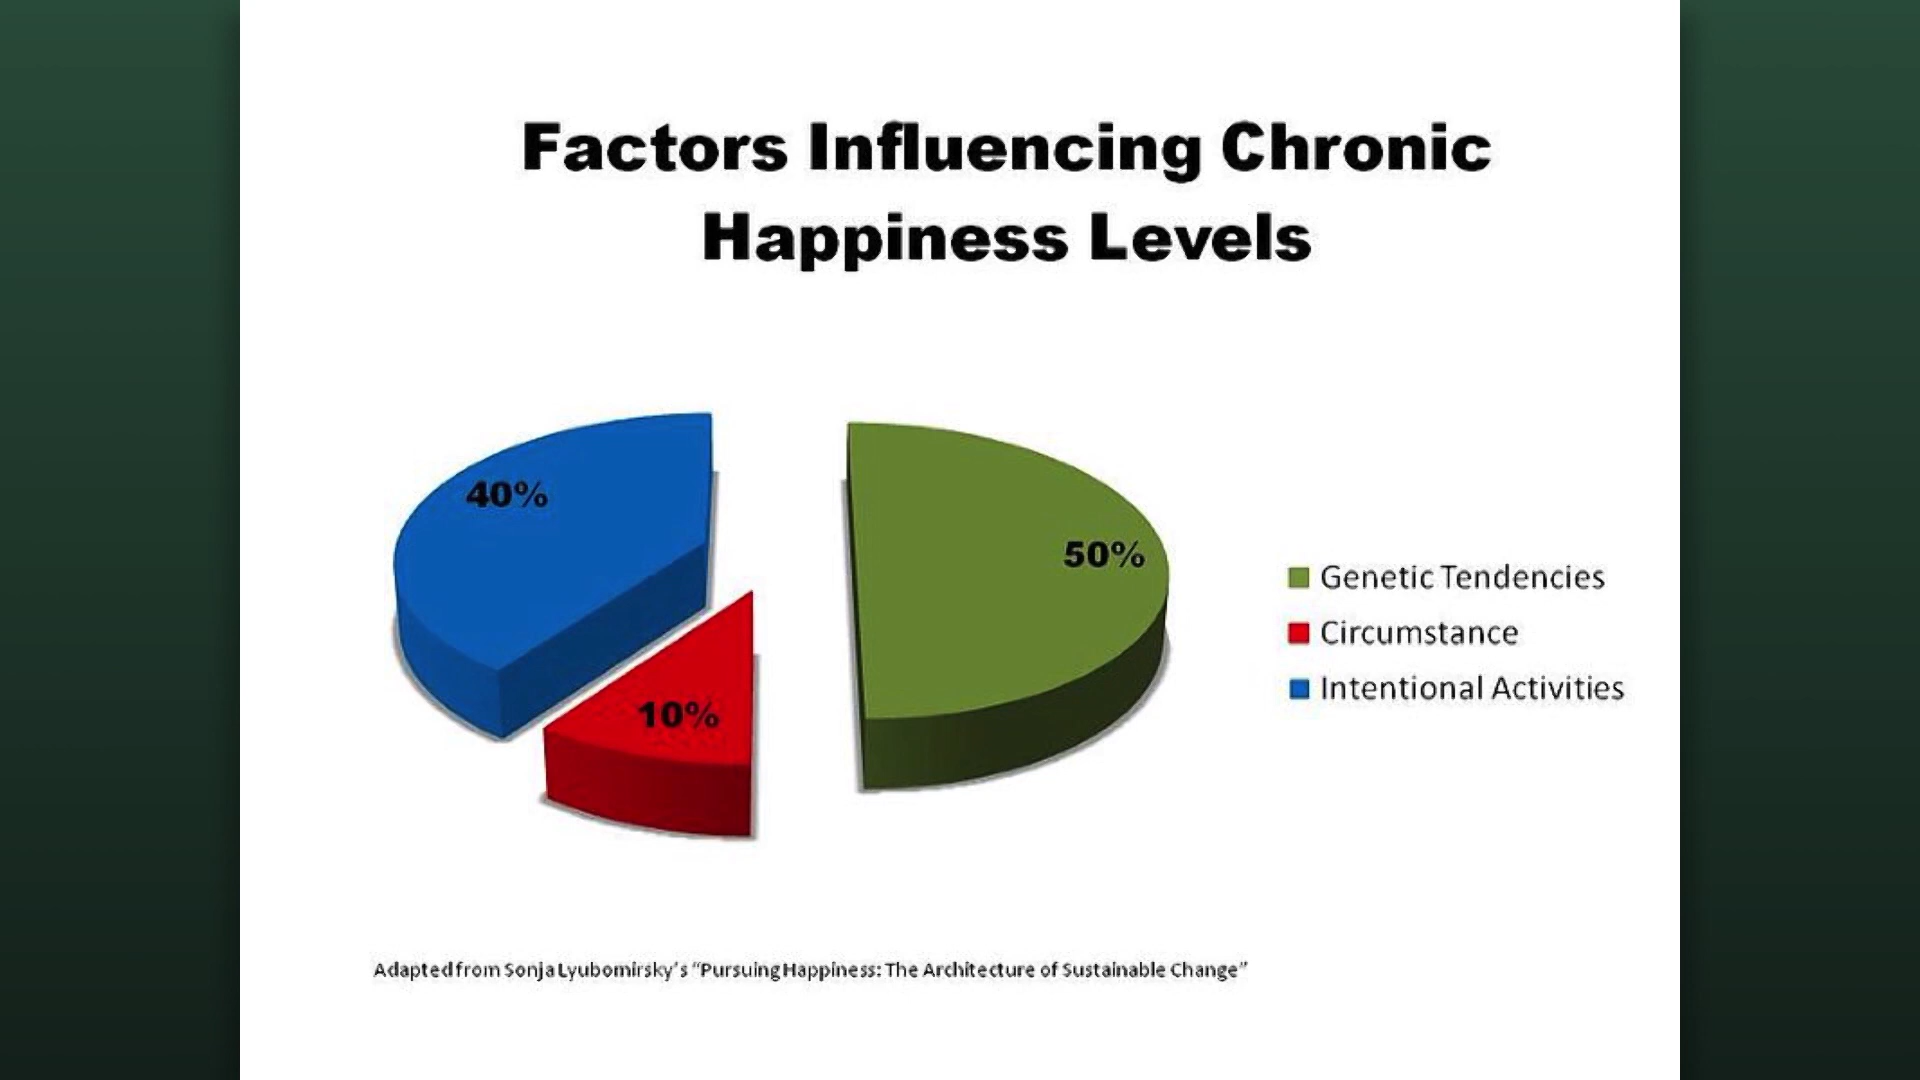 Factors Influencing Chronic
Happiness Levels
40%
50%
10%
Genetic Tendencies
Circumstance
Intentional Activities
Adapted from Sonja Lyubomirsky's “Pursuing Happiness: The Architecture of Sustainable Change”